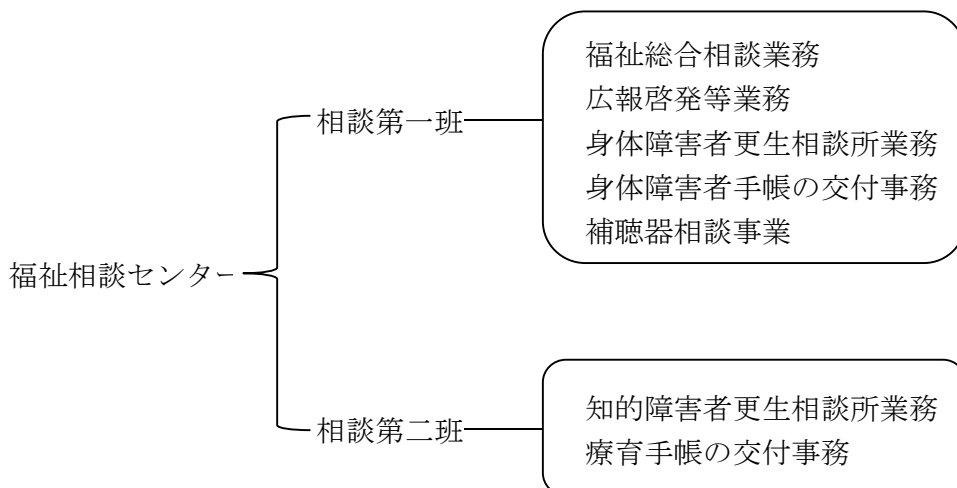 福祉総合相談業務
広報啓発等業務
相談第一班
身体障害者更生相談所業務
身体障害者手帳の交付事務
補聴器相談事業
福祉相談センター
知的障害者更生相談所業務
相談第二班
療育手帳の交付事務